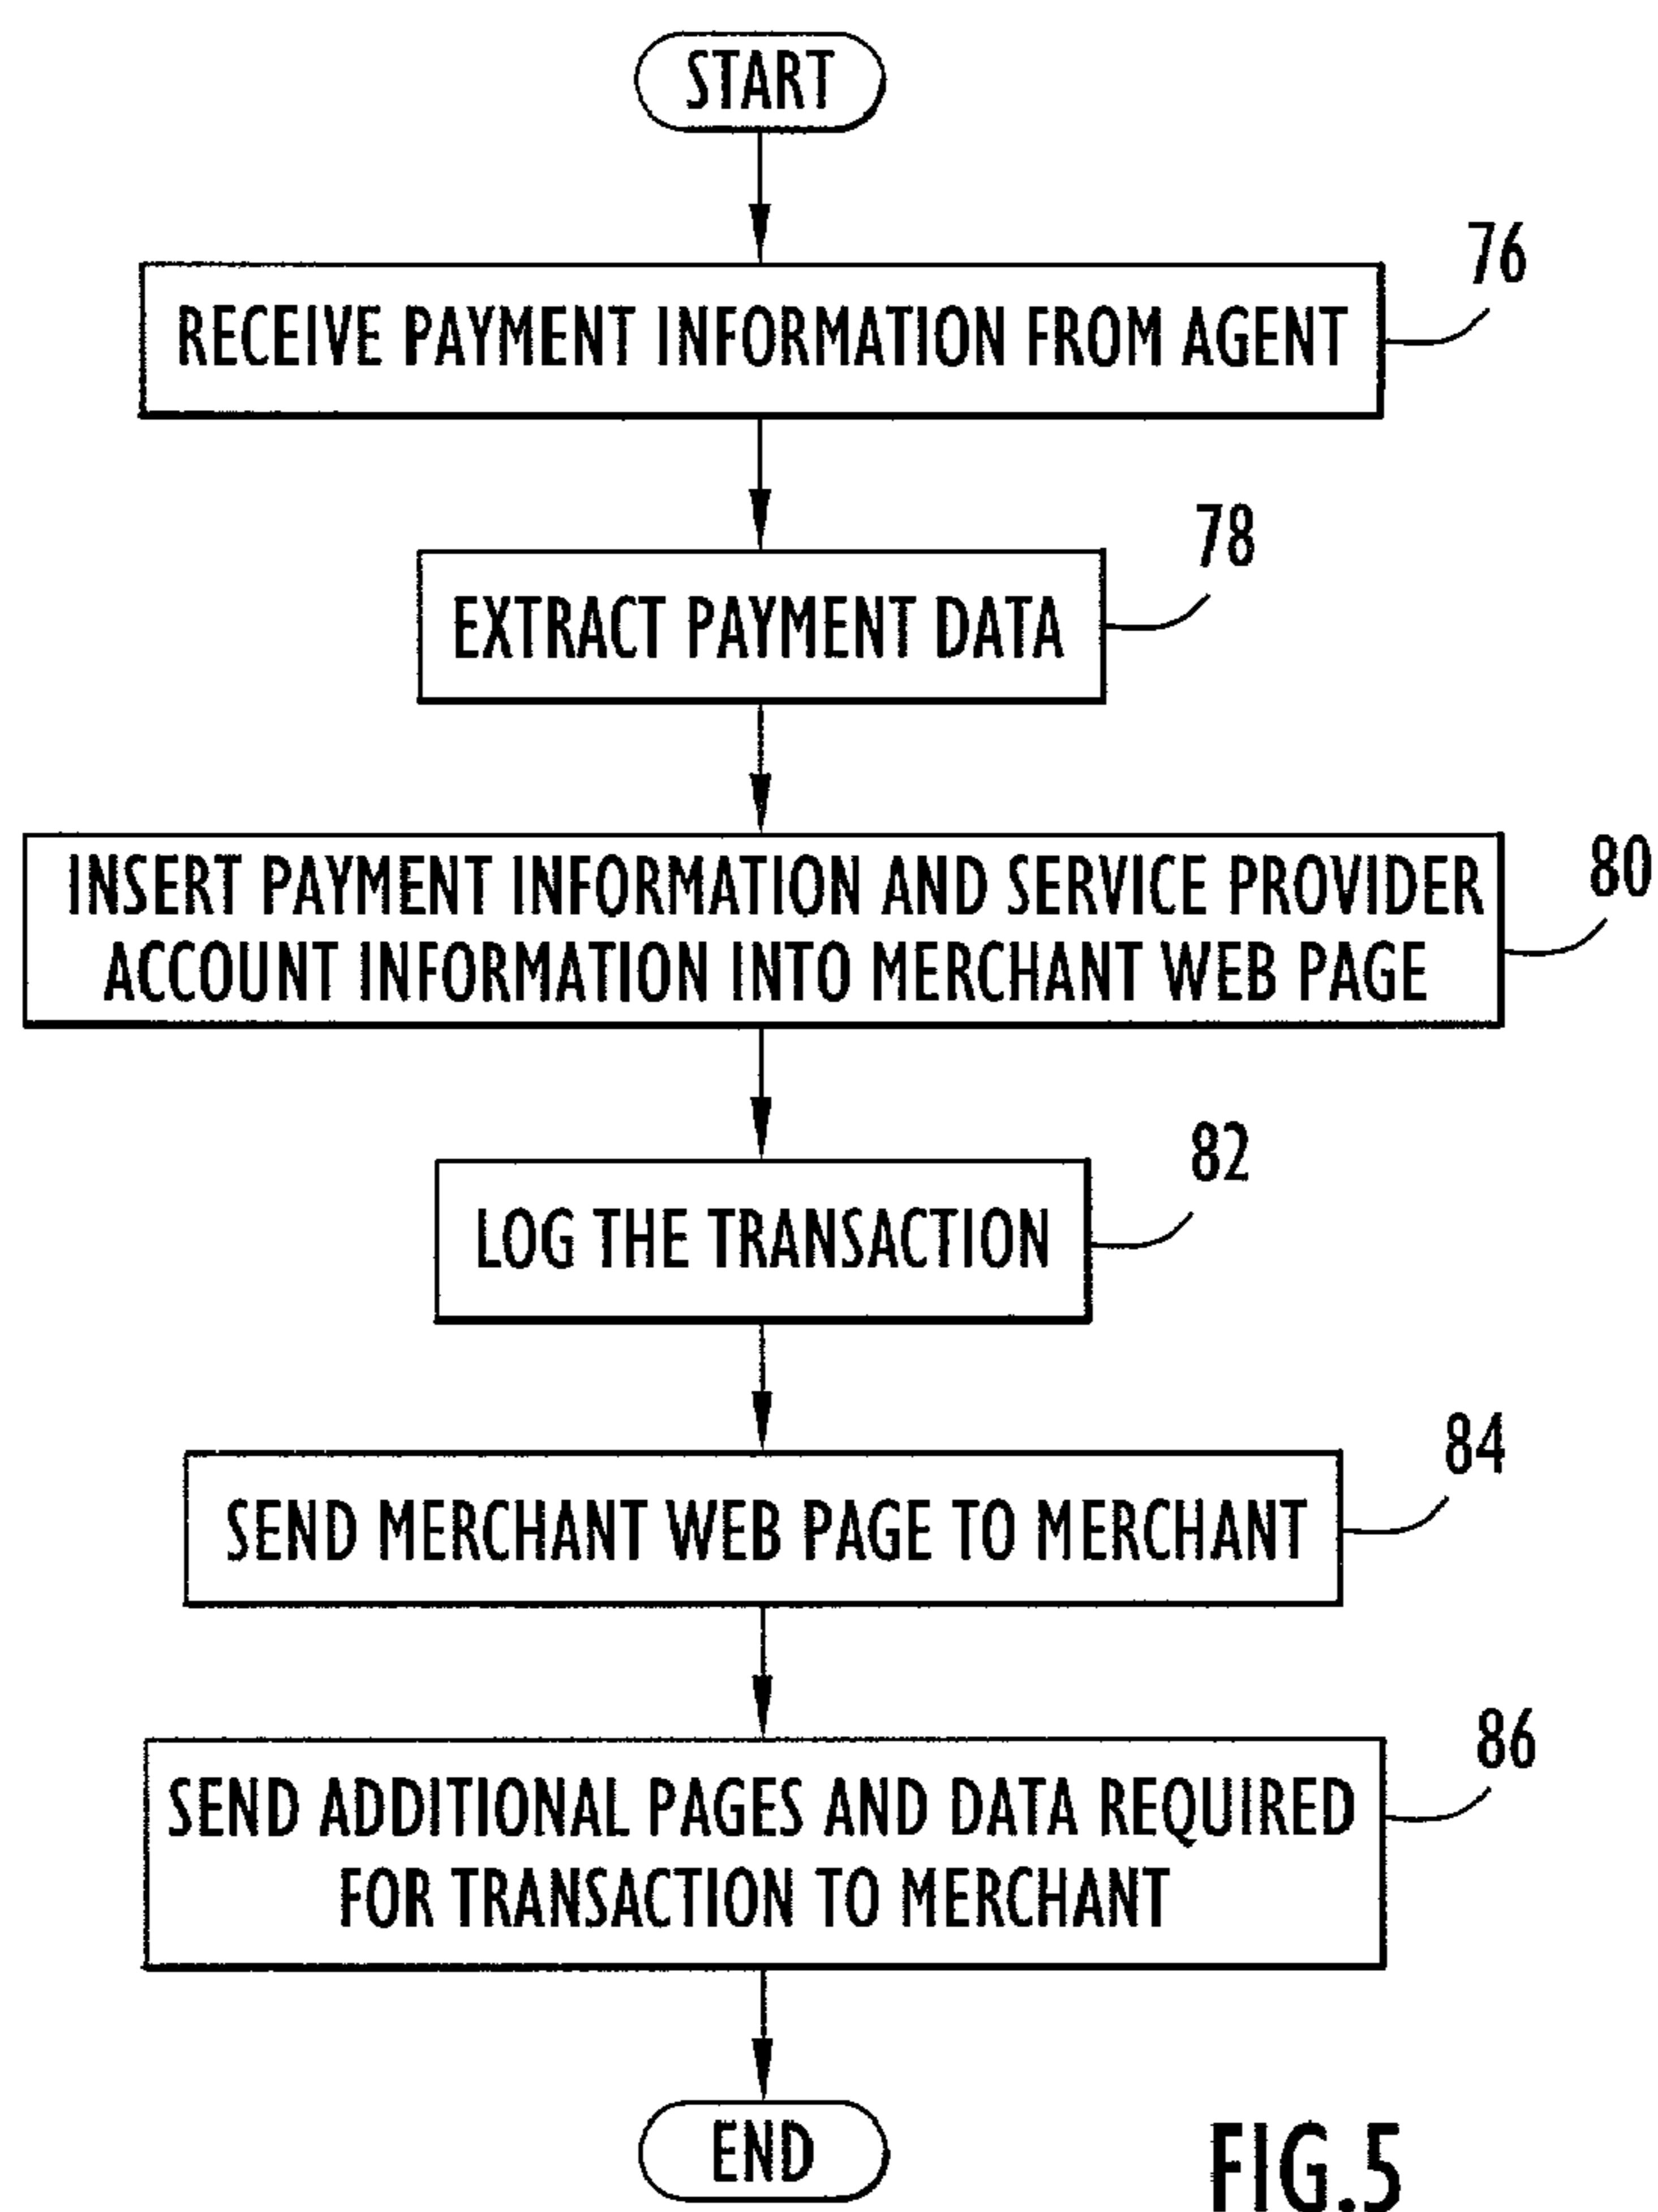 START
76
RECEIVE PAYMENT INFORMATION FROM AGENT
78
EXTRACT PAYMENT DATA
80
INSERT PAYMENT INFORMATION AND SERVICE PROVIDER
ACCOUNT INFORMATION INTO MERCHANT WEB PAGE
82
LOG THE TRANSACTION
84
SEND MERCHANT WEB PAGE TO MERCHANT
86
SEND ADDITIONAL PAGES AND DATA REQUIRED
FOR TRANSACTION TO MERCHANT
END
FIG.5